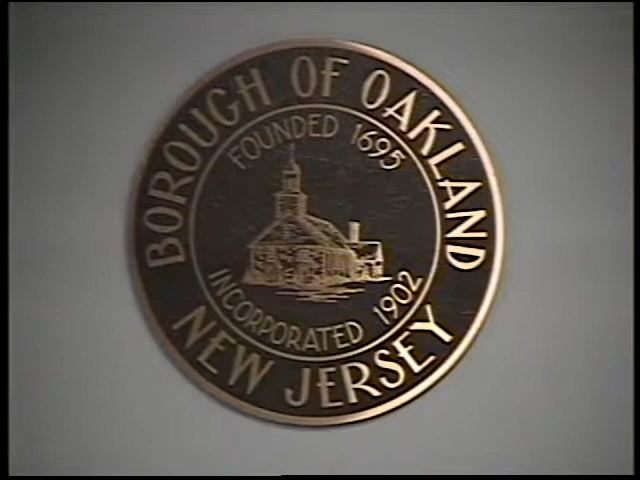 BOROUGH OF OAKLAND
FOUNDED 1695
INCORPORATED 1902
NEW JERSEY